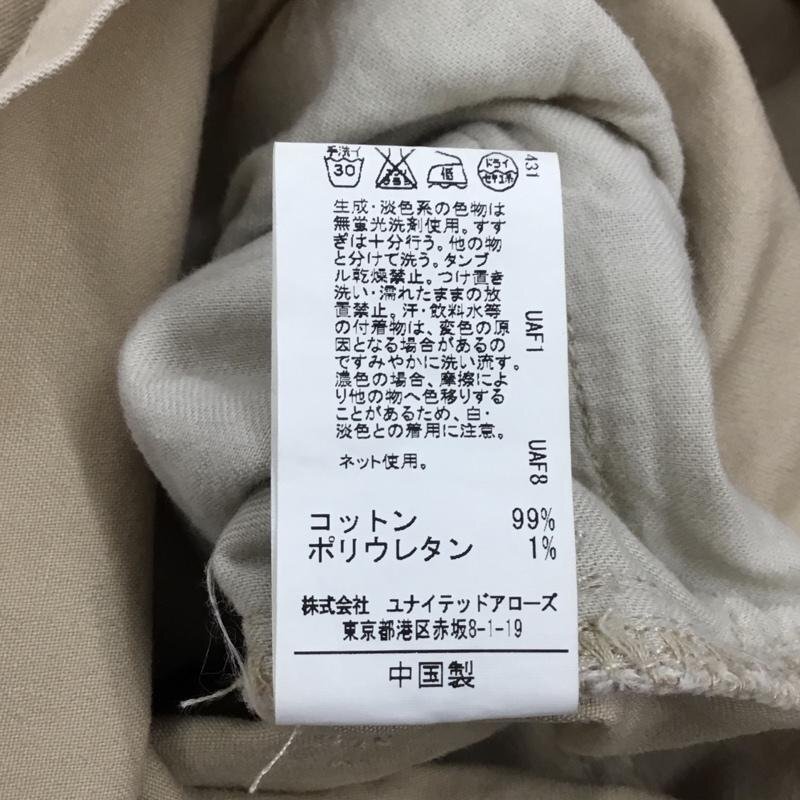 手洗イ
30
低
ドライ
セキユ系
431
生成・淡色系の色物は
無蛍光洗剤使用。すす
ぎは十分行う。他の物
と分けて洗う。タンブ
ル乾燥禁止。つけ置き
洗い・濡れたままの放
置禁止。汗・飲料水等
の付着物は、変色の原
因となる場合があるの
ですみやかに洗い流す。
濃色の場合、摩擦によ
り他の物へ色移りする
ことがあるため、白・
淡色との着用に注意。
ネット使用。
UAF1
UAF8
コットン 99%
ポリウレタン 1%
株式会社 ユナイテッドアローズ
東京都港区赤坂8-1-19
中国製